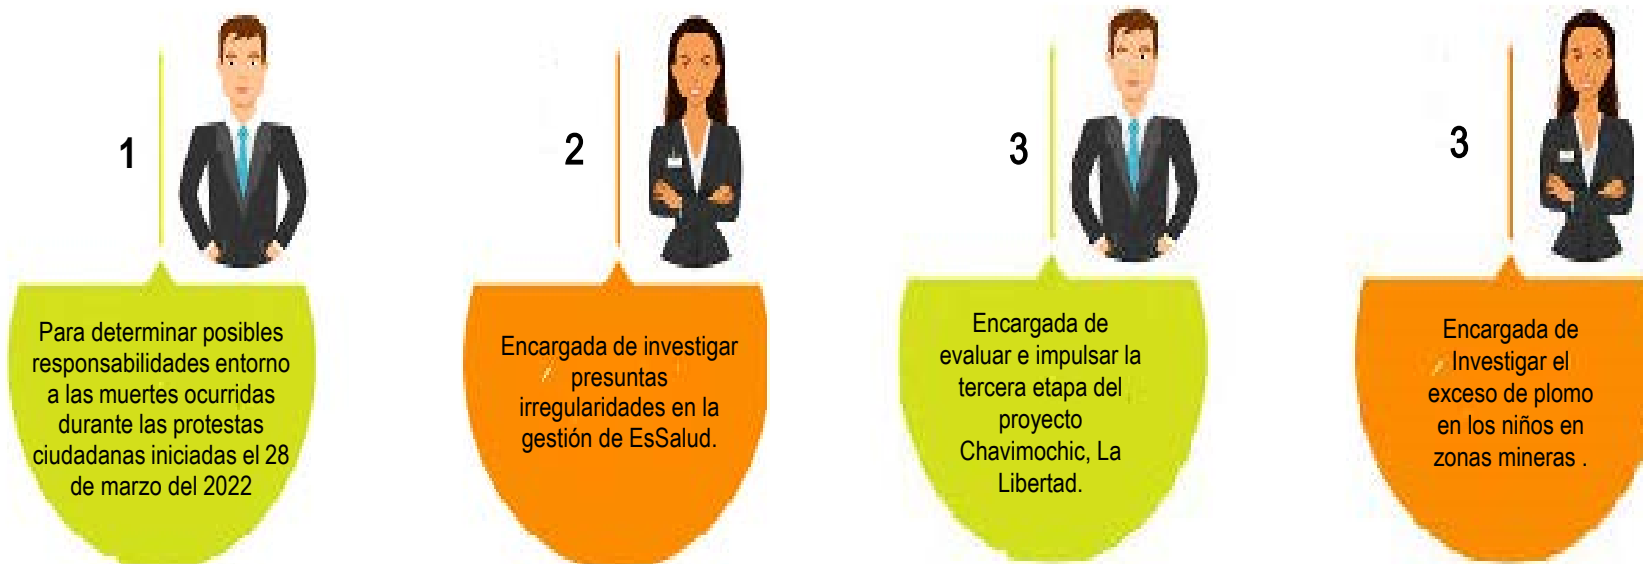 1
Para determinar posibles
responsabilidades entorno
a las muertes ocurridas
durante las protestas
ciudadanas iniciadas el 28
de marzo del 2022
2
Encargada de investigar
presuntas
irregularidades en la
gestión de EsSalud.
3
Encargada de
evaluar e impulsar la
tercera etapa del
proyecto
Chavimochic, La
Libertad.
3
Encargada de
Investigar el
exceso de plomo
en los niños en
zonas mineras .